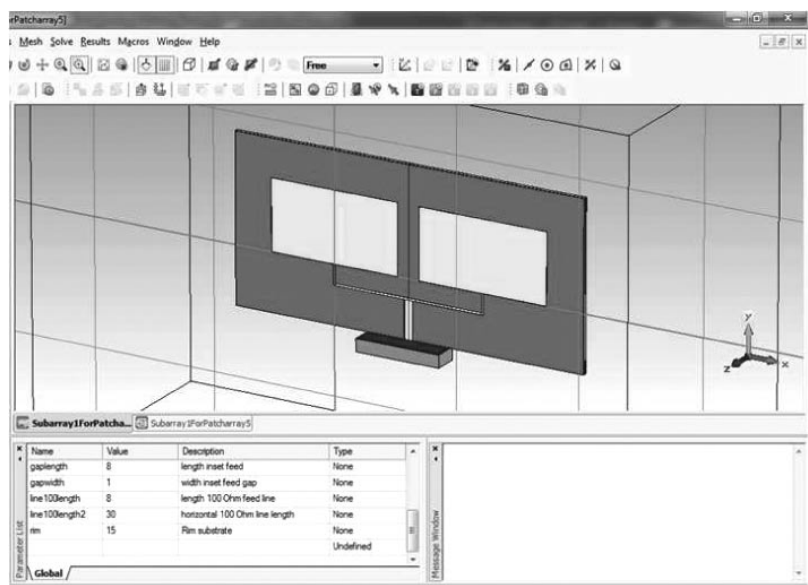 rPatcharray5]
s Mesh Solve Results Macros Window Help
Free
y
x
z
Subarray1ForPatcha... Subarray1ForPatcharray5
Name Value Description Type
gaplength 8 length inset feed None
gapwidth 1 width inset feed gap None
line100length 8 length 100 Ohm feed line None
line100length2 30 horizontal 100 Ohm line length None
rim 15 Rim substrate None
Undefined
Global
Parameter List
Message Window